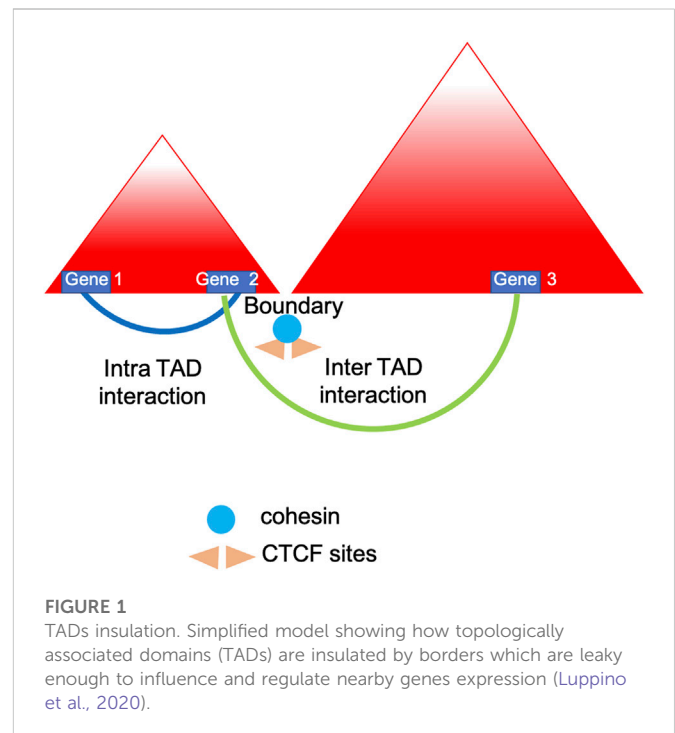 Gene 1
Gene 2
Gene 3
Boundary
Intra TAD
interaction
Inter TAD
interaction
cohesin
CTCF sites
FIGURE 1
TADs insulation. Simplified model showing how topologically
associated domains (TADs) are insulated by borders which are leaky
enough to influence and regulate nearby genes expression (Luppino
et al., 2020).